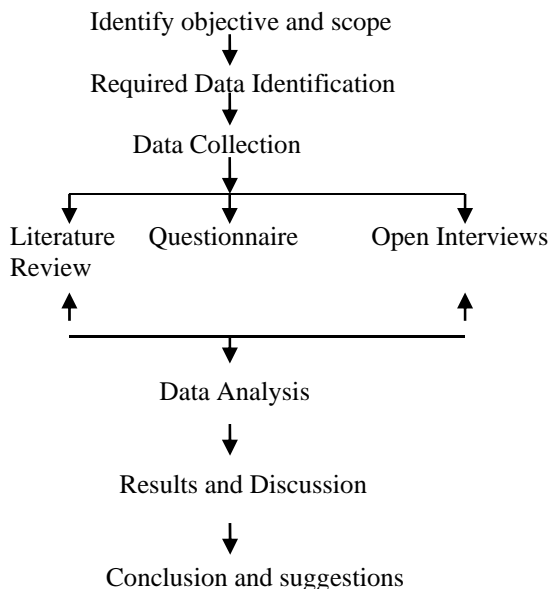 Identify objective and scope
Required Data Identification
Data Collection
Literature
Review
Questionnaire
Open Interviews
Data Analysis
Results and Discussion
Conclusion and suggestions